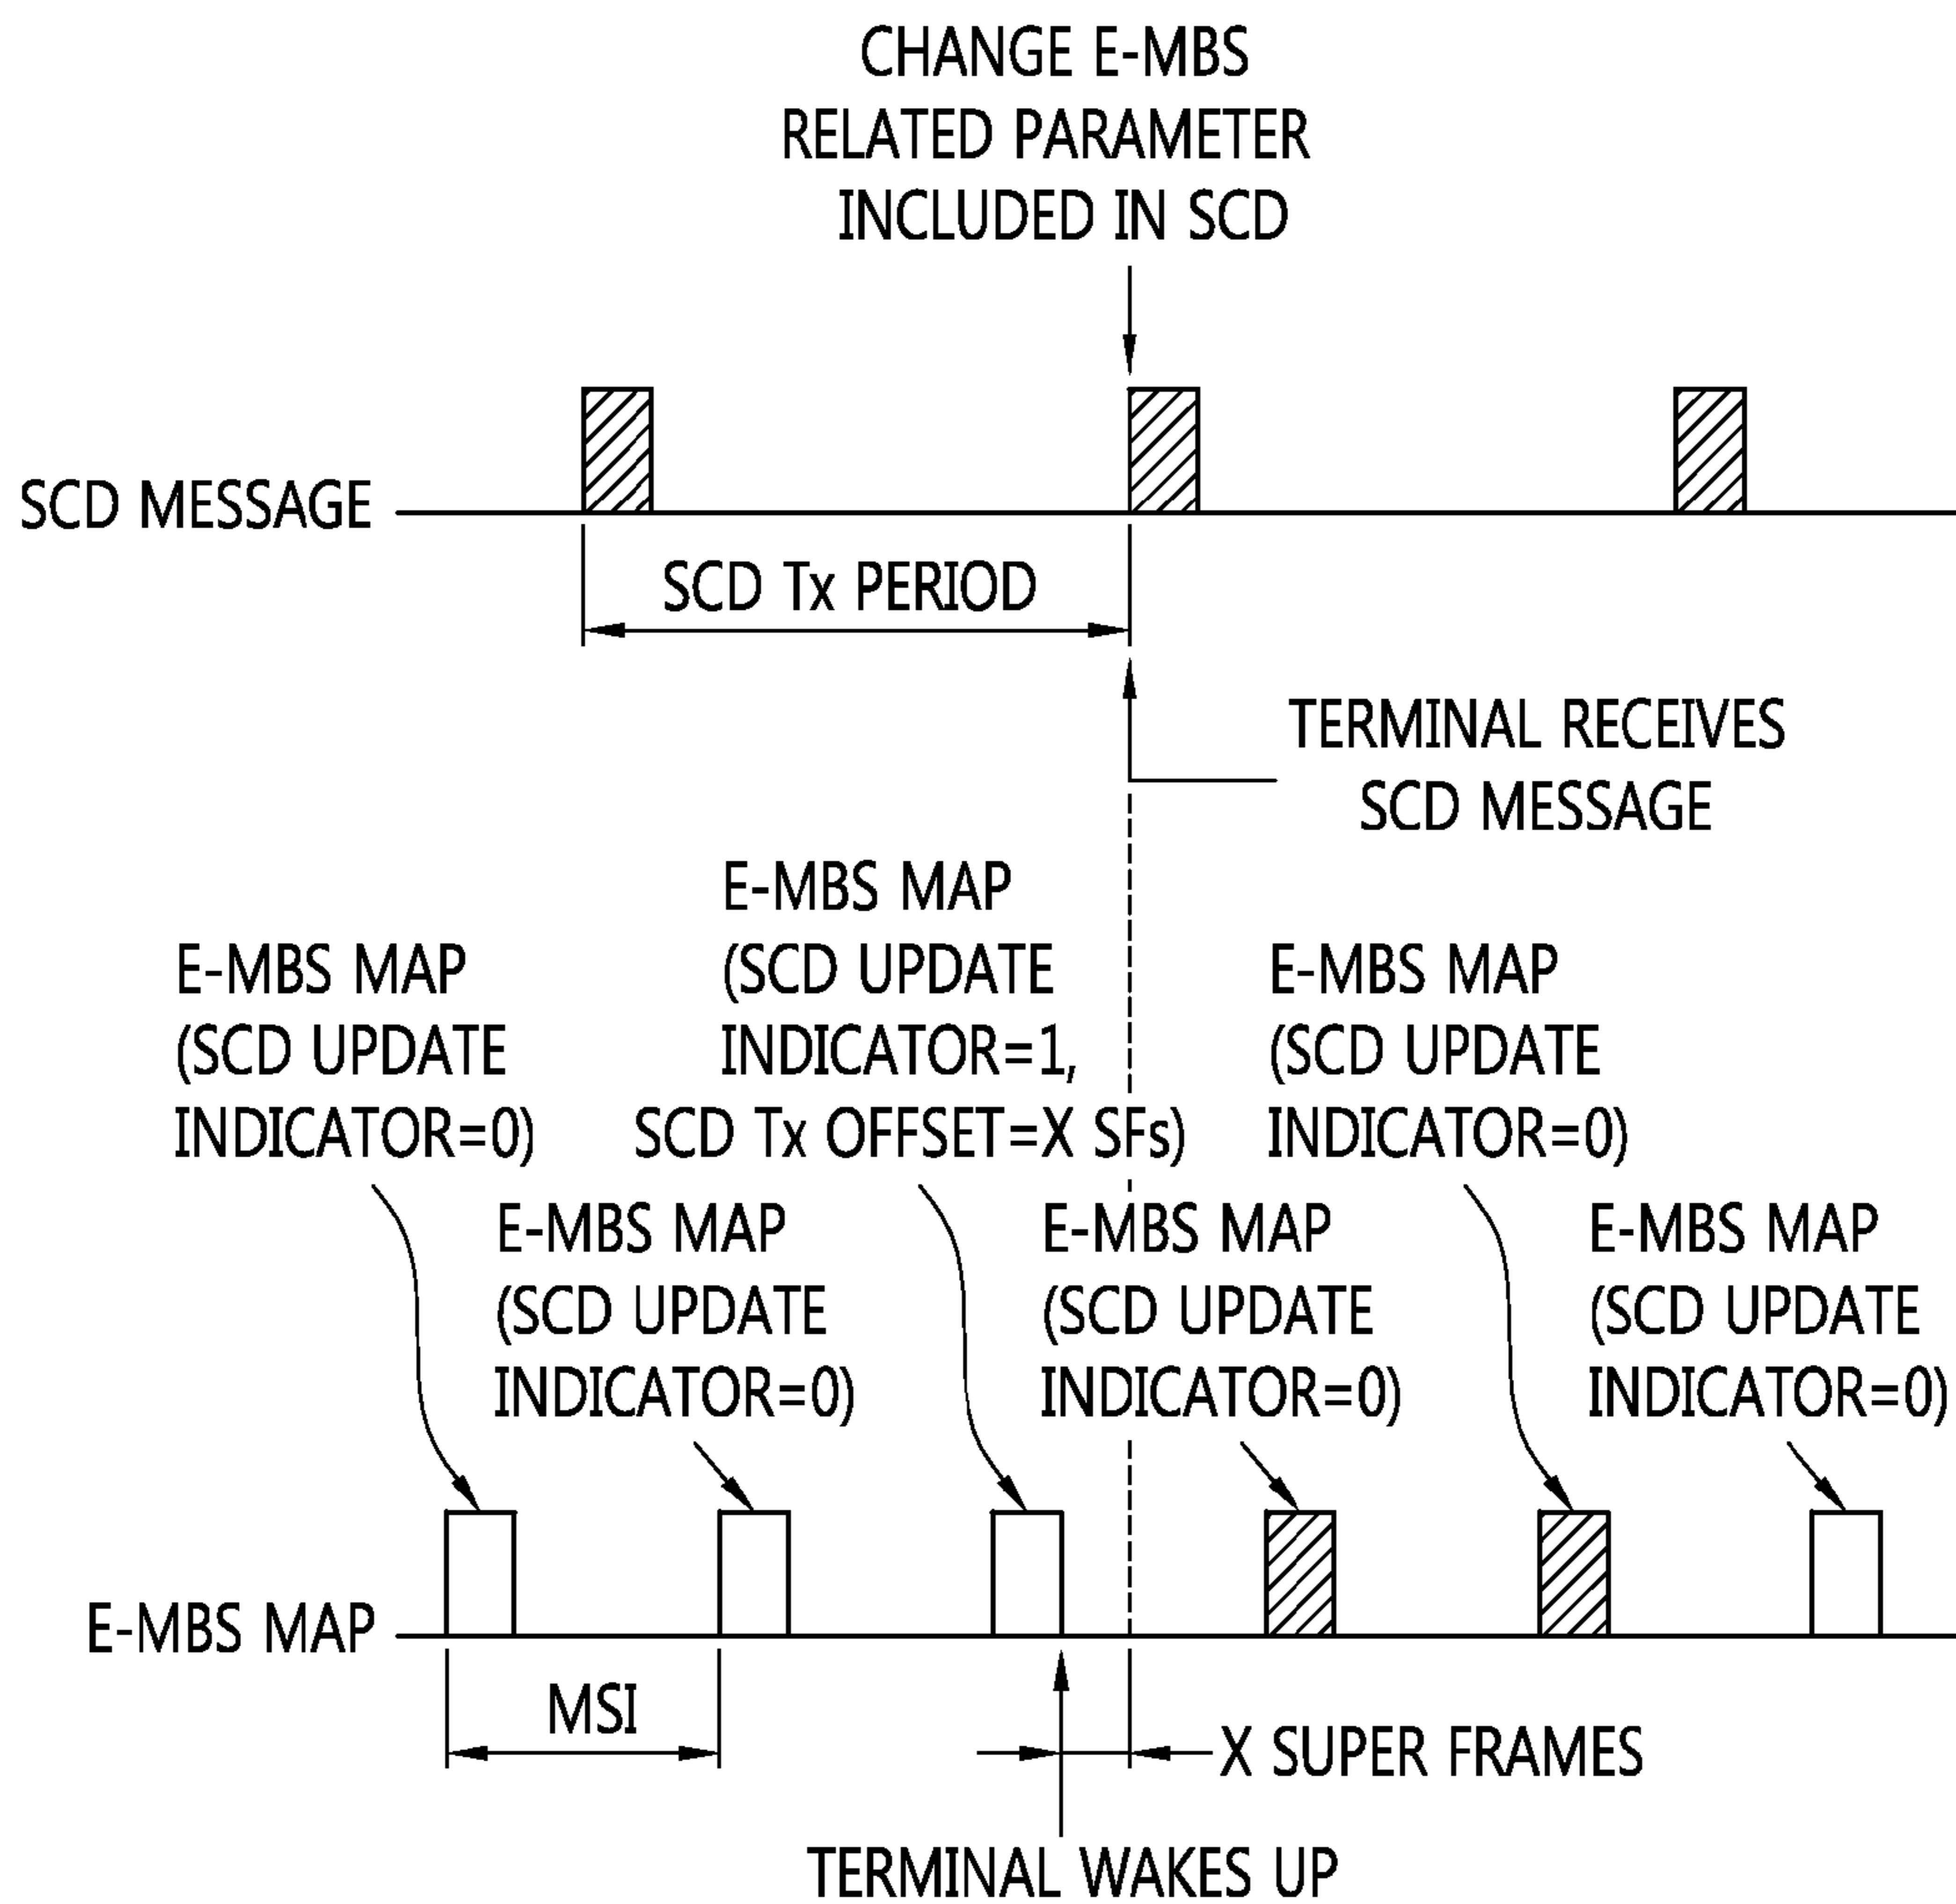 CHANGE E-MBS
RELATED PARAMETER
INCLUDED IN SCD
SCD MESSAGE
SCD Tx PERIOD
TERMINAL RECEIVES
SCD MESSAGE
E-MBS MAP
(SCD UPDATE
INDICATOR=0)
E-MBS MAP
(SCD UPDATE
INDICATOR=1,
SCD Tx OFFSET=X SFs)
E-MBS MAP
(SCD UPDATE
INDICATOR=0)
E-MBS MAP
(SCD UPDATE
INDICATOR=0)
E-MBS MAP
(SCD UPDATE
INDICATOR=0)
E-MBS MAP
(SCD UPDATE
INDICATOR=0)
E-MBS MAP
MSI
X SUPER FRAMES
TERMINAL WAKES UP